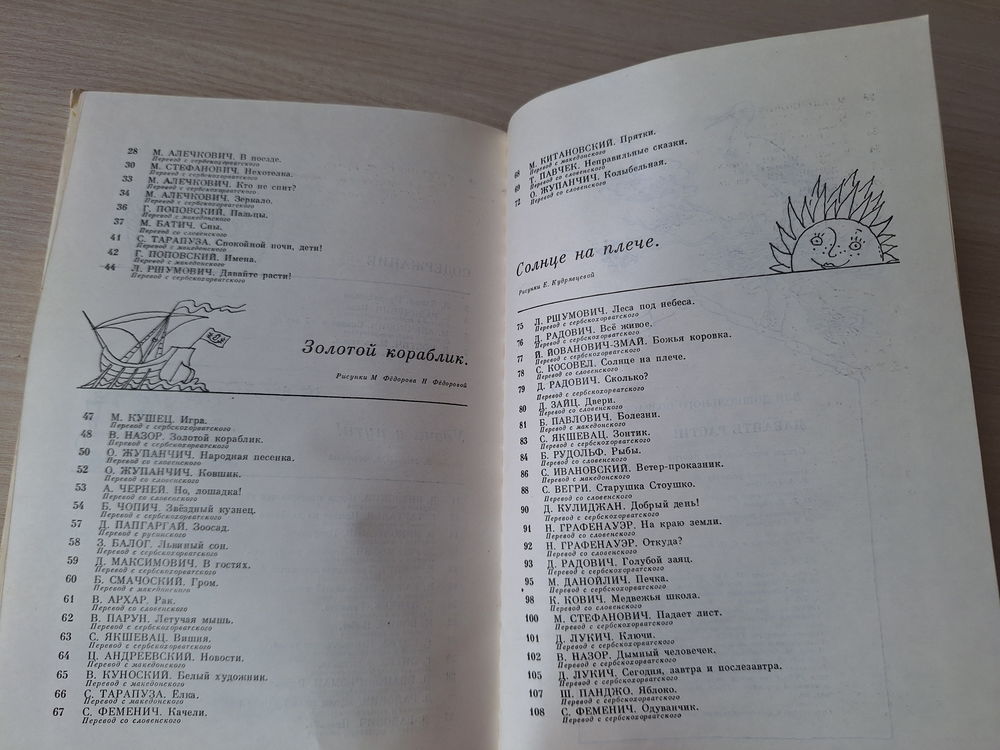 28 М. АЛЕЧКОВИЧ. В поезде.
Перевод с сербскохорватского
30 М. СТЕФАНОВИЧ. Нехотелка.
Перевод с сербскохорватского
33 М. АЛЕЧКОВИЧ. Кто не спит?
Перевод с сербскохорватского
34 М. АЛЕЧКОВИЧ. Зеркало.
Перевод с сербскохорватского
36 Г. ПОПОВСКИЙ. Пальцы.
Перевод с македонского
37 М. БАТИЧ. Сны.
Перевод со словенского
41 С. ТАРАПУЗА. Спокойной ночи, дети!
Перевод с македонского
42 Г. ПОПОВСКИЙ. Имена.
Перевод с македонского
44 Л. РШУМОВИЧ. Давайте расти!
Перевод с сербскохорватского
Золотой кораблик.
Рисунки М Фёдорова И Фёдоровой
47 М. КУШЕЦ. Игра.
Перевод с сербскохорватского
48 В. НАЗОР. Золотой кораблик.
Перевод с сербскохорватского
50 О. ЖУПАНЧИЧ. Народная песенка.
Перевод со словенского
52 О. ЖУПАНЧИЧ. Ковшик.
Перевод со словенского
53 А. ЧЕРНЕЙ. Но, лошадка!
Перевод со словенского
54 Б. ЧОПИЧ. Звёздный кузнец.
Перевод с сербскохорватского
57 Д. ПАПГАРГАЙ. Зоосад.
Перевод с русинского
58 З. БАЛОГ. Львиный сон.
Перевод с сербскохорватского
59 Д. МАКСИМОВИЧ. В гостях.
Перевод с сербскохорватского
60 Б. СМАЧОСКИЙ. Гром.
Перевод с македонского
61 В. АРХАР. Рак.
Перевод со словенского
62 В. ПАРУН. Летучая мышь.
Перевод с сербскохорватского
63 С. ЯКШЕВАЦ. Вишня.
Перевод с сербскохорватского
64 Ц. АНДРЕЕВСКИЙ. Новости.
Перевод с македонского
65 В. КУНОСКИЙ. Белый художник.
Перевод с македонского
66 С. ТАРАПУЗА. Ёлка.
Перевод с македонского
67 С. ФЕМЕНИЧ. Качели.
Перевод со словенского
68 М. КИТАНОВСКИЙ. Прятки.
Перевод с македонского
69 Т. ПАВЧЕК. Неправильные сказки.
Перевод со словенского
72 О. ЖУПАНЧИЧ. Колыбельная.
Перевод со словенского
Солнце на плече.
Рисунки Е. Кудрявцевой
75 Л. РШУМОВИЧ. Леса под небеса.
Перевод с сербскохорватского
76 Д. РАДОВИЧ. Всё живое.
Перевод с сербскохорватского
77 Й. ЙОВАНОВИЧ-ЗМАЙ. Божья коровка.
Перевод с сербскохорватского
78 С. КОСОВЕЛ. Солнце на плече.
Перевод со словенского
79 Д. РАДОВИЧ. Сколько?
Перевод с сербскохорватского
80 Д. ЗАЙЦ. Двери.
Перевод со словенского
81 Б. ПАВЛОВИЧ. Болезни.
Перевод с македонского
83 С. ЯКШЕВАЦ. Зонтик.
Перевод с сербскохорватского
84 Б. РУДОЛЬФ. Рыбы.
Перевод с сербскохорватского
86 С. ИВАНОВСКИЙ. Ветер-проказник.
Перевод с македонского
88 С. ВЕГРИ. Старушка Стоушко.
Перевод со словенского
90 Д. КУЛИДЖАН. Добрый день!
Перевод с сербскохорватского
91 Н. ГРАФЕНАУЭР. На краю земли.
Перевод со словенского
92 Н. ГРАФЕНАУЭР. Откуда?
Перевод со словенского
93 Д. РАДОВИЧ. Голубой заяц.
Перевод с сербскохорватского
95 М. ДАНОЙЛИЧ. Печка.
Перевод с сербскохорватского
98 К. КОВИЧ. Медвежья школа.
Перевод со словенского
100 М. СТЕФАНОВИЧ. Падает лист.
Перевод с сербскохорватского
101 Д. ЛУКИЧ. Ключи.
Перевод с сербскохорватского
102 В. НАЗОР. Дымный человечек.
Перевод с сербскохорватского
105 Д. ЛУКИЧ. Сегодня, завтра и послезавтра.
Перевод с сербскохорватского
107 Ш. ПАНДЖО. Яблоко.
Перевод с сербскохорватского
108 С. ФЕМЕНИЧ. Одуванчик.
Перевод с сербскохорватского